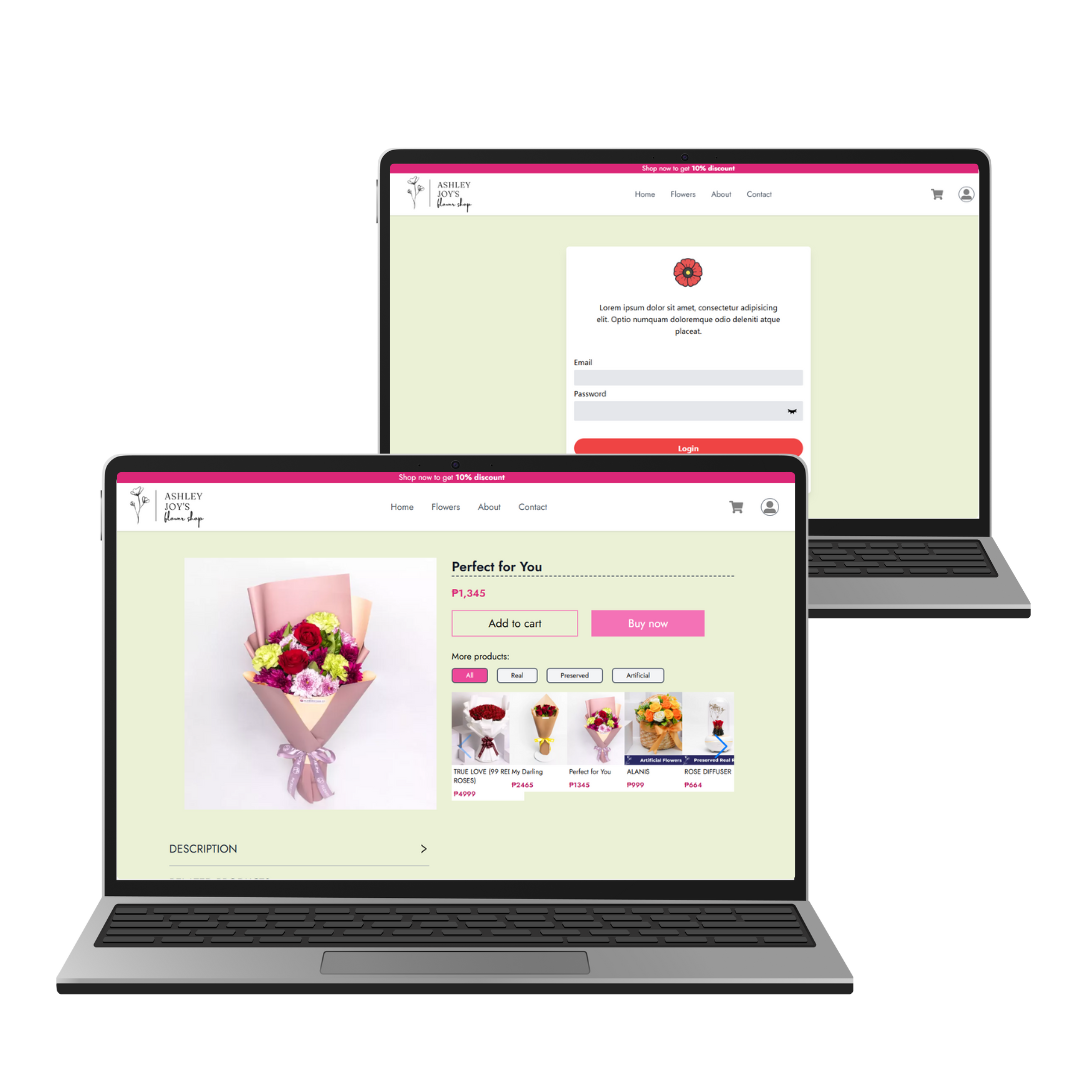 Shop now to get 10% discount
ASHLEY
JOY'S
flower shop
Home Flowers About Contact
Lorem ipsum dolor sit amet, consectetur adipisicing
elit. Optio numquam doloremque odio deleniti atque
placeat.
Email
Password
Login
Shop now to get 10% discount
ASHLEY
JOY'S
flower shop
Home Flowers About Contact
Perfect for You
₱1,345
Add to cart Buy now
More products:
All Real Preserved Artificial
Artificial Flowers Preserved Real
TRUE LOVE (99 RED My Darling Perfect for You ALANIS ROSE DIFFUSER
ROSES) ₱2465 ₱1345 ₱999 ₱664
₱4999
DESCRIPTION